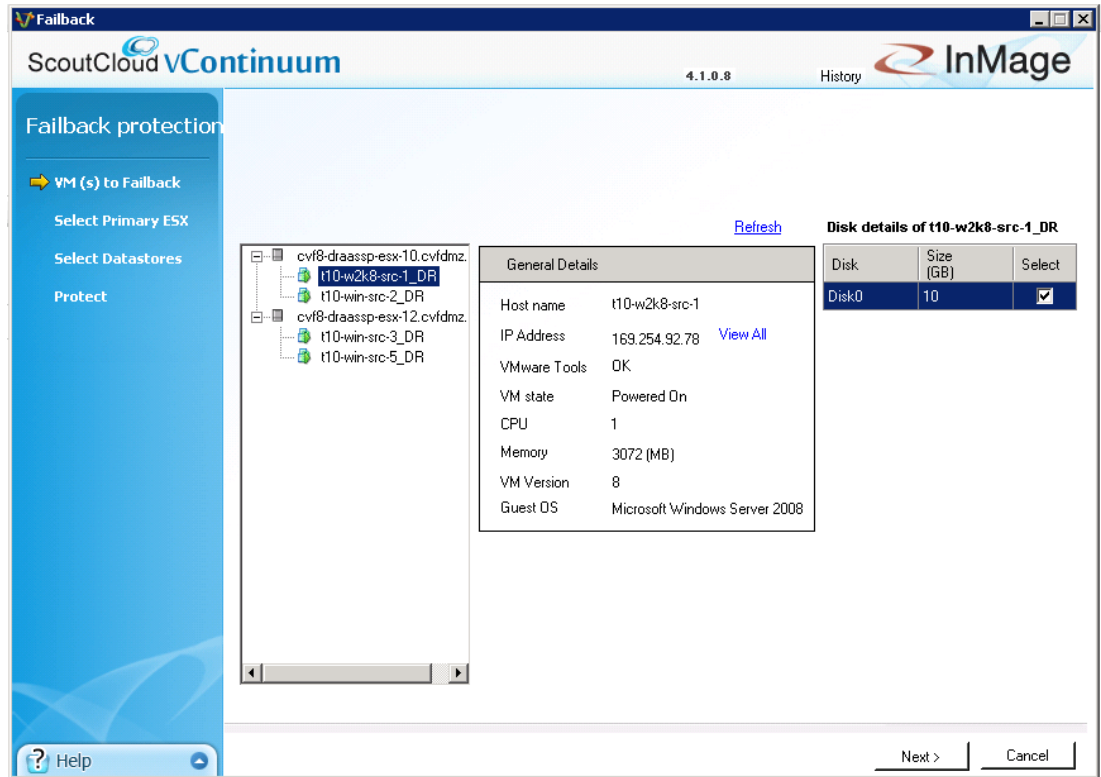 Failback
ScoutCloud vContinuum
4.1.0.8
History
InMage
Failback protection
VM (s) to Failback
Select Primary ESX
Select Datastores
Protect
Help
Refresh
cvf8-draassp-esx-10.cvfdmz.
t10-w2k8-src-1_DR
t10-win-src-2_DR
cvf8-draassp-esx-12.cvfdmz.
t10-win-src-3_DR
t10-win-src-5_DR
General Details
Host name t10-w2k8-src-1
IP Address 169.254.92.78 View All
VMware Tools OK
VM state Powered On
CPU 1
Memory 3072 (MB)
VM Version 8
Guest OS Microsoft Windows Server 2008
Disk details of t10-w2k8-src-1_DR
Disk Size (GB) Select
Disk0 10
Next > Cancel